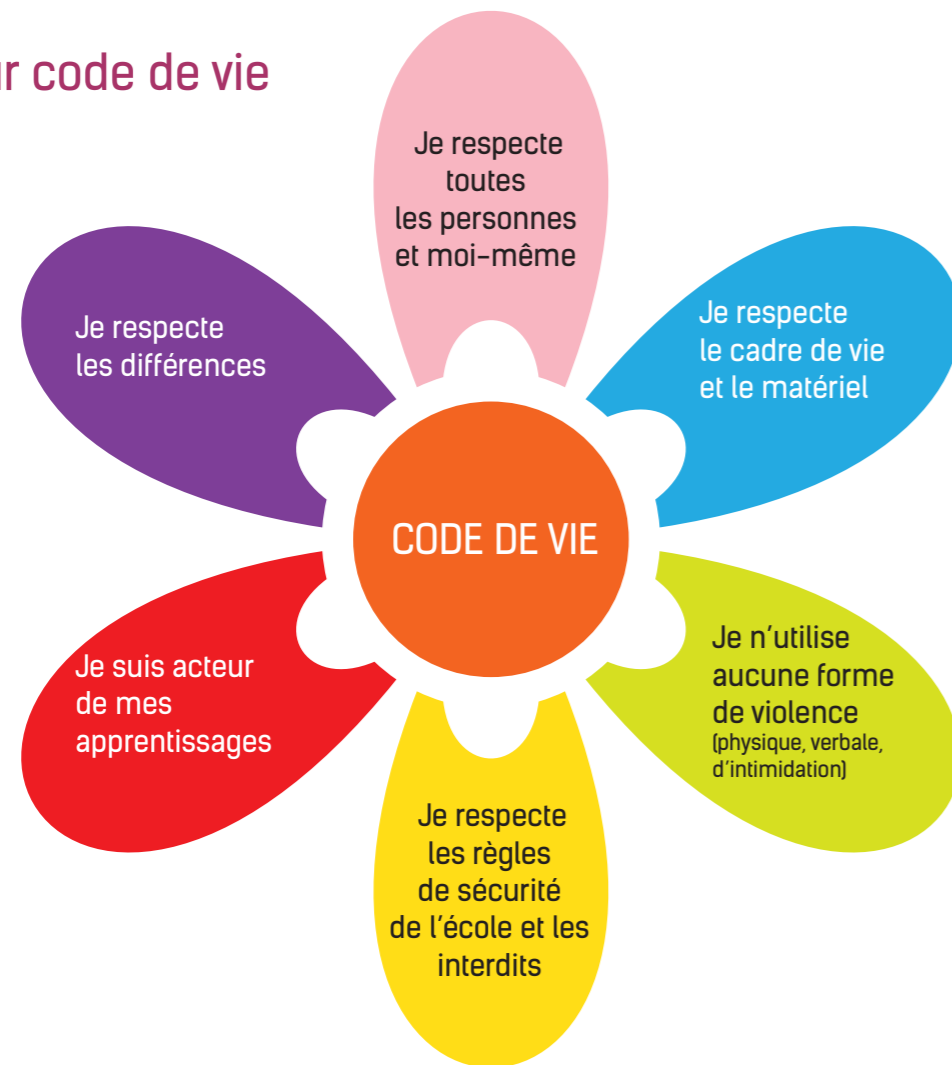 r code de vie
Je respecte
toutes
les personnes
et moi-même
Je respecte
le cadre de vie
et le matériel
Je n'utilise
aucune forme
de violence
(physique, verbale,
d'intimidation)
Je respecte
les règles
de sécurité
de l'école et les
interdits
Je suis acteur
de mes
apprentissages
Je respecte
les différences
CODE DE VIE